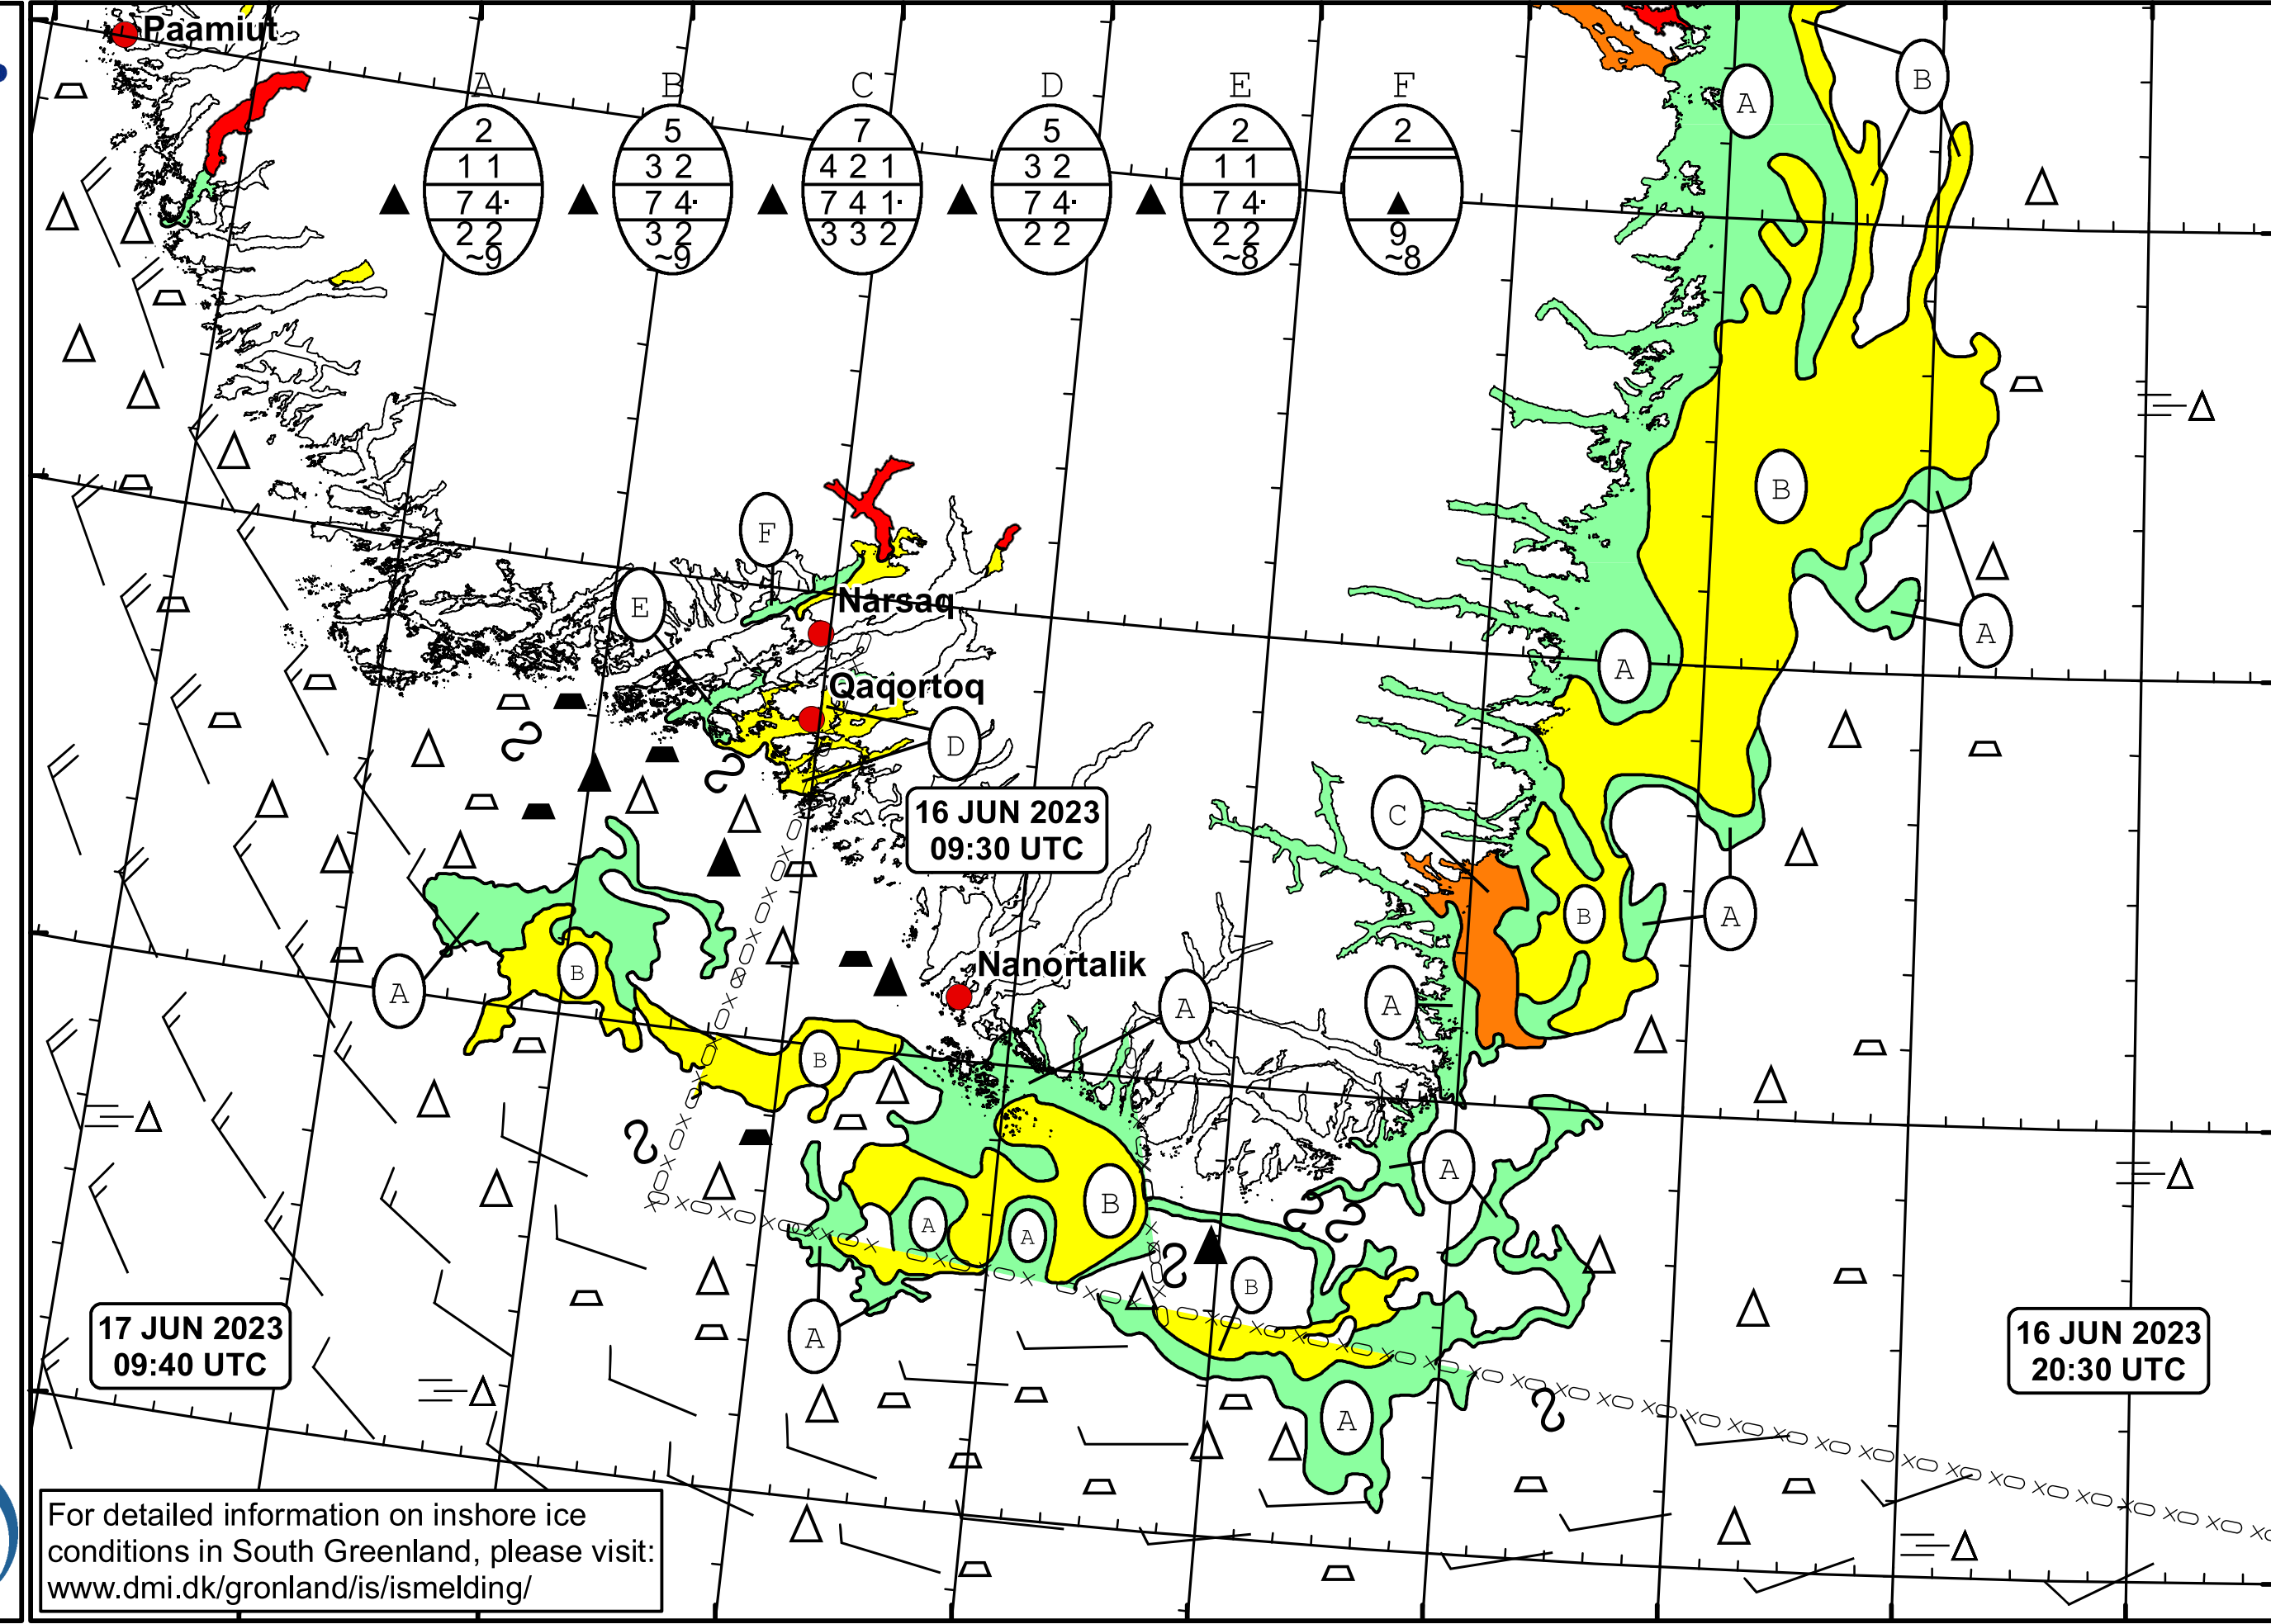 Paamiut
A B C D E F
2 5 7 5 2 2
1 1 3 2 4 2 1 3 2 1 1
7 4· 7 4· 7 4 1· 7 4· 7 4·
2 2 3 2 3 3 2 2 2 2 2 9
~9 ~9 ~8 ~8
B
A
B
F
E
Narsaq
A
A
Qaqortoq
D
16 JUN 2023
09:30 UTC
C
B
A
A
B
Nanortalik
A
A
B
A
B
A
A
B
A
17 JUN 2023
09:40 UTC
16 JUN 2023
20:30 UTC
A
For detailed information on inshore ice
conditions in South Greenland, please visit:
www.dmi.dk/gronland/is/ismelding/